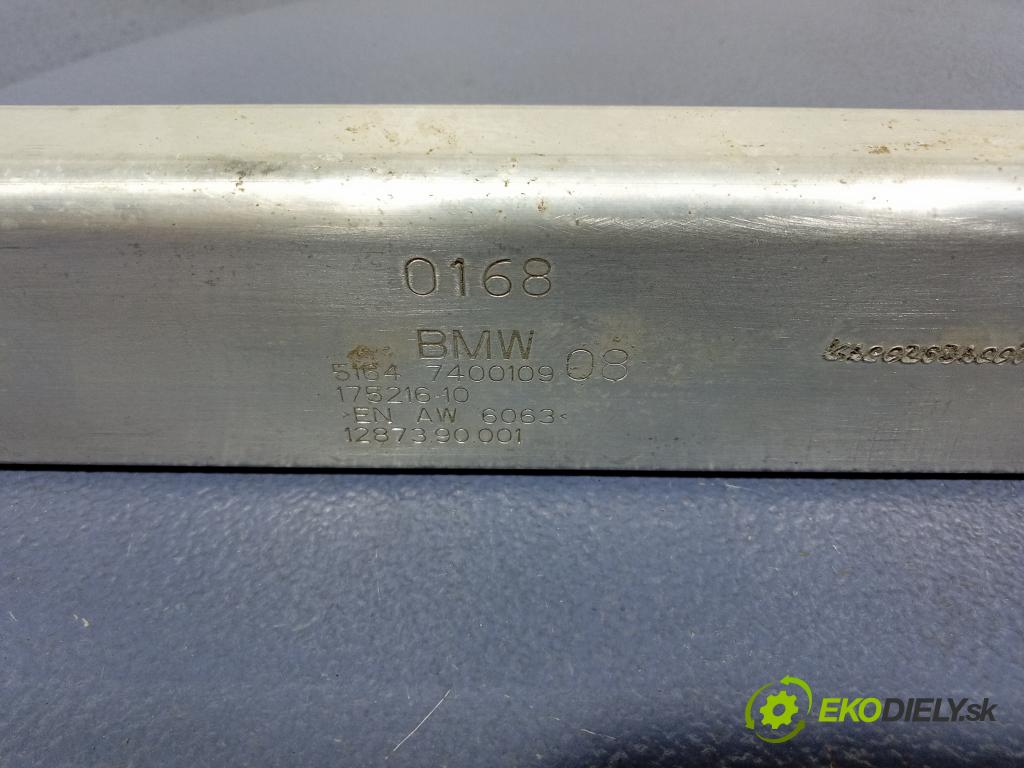 0168
BMW
5164 7400109 08
175216-10
>EN AW 6063<
1287390001
EKODIELY.sk